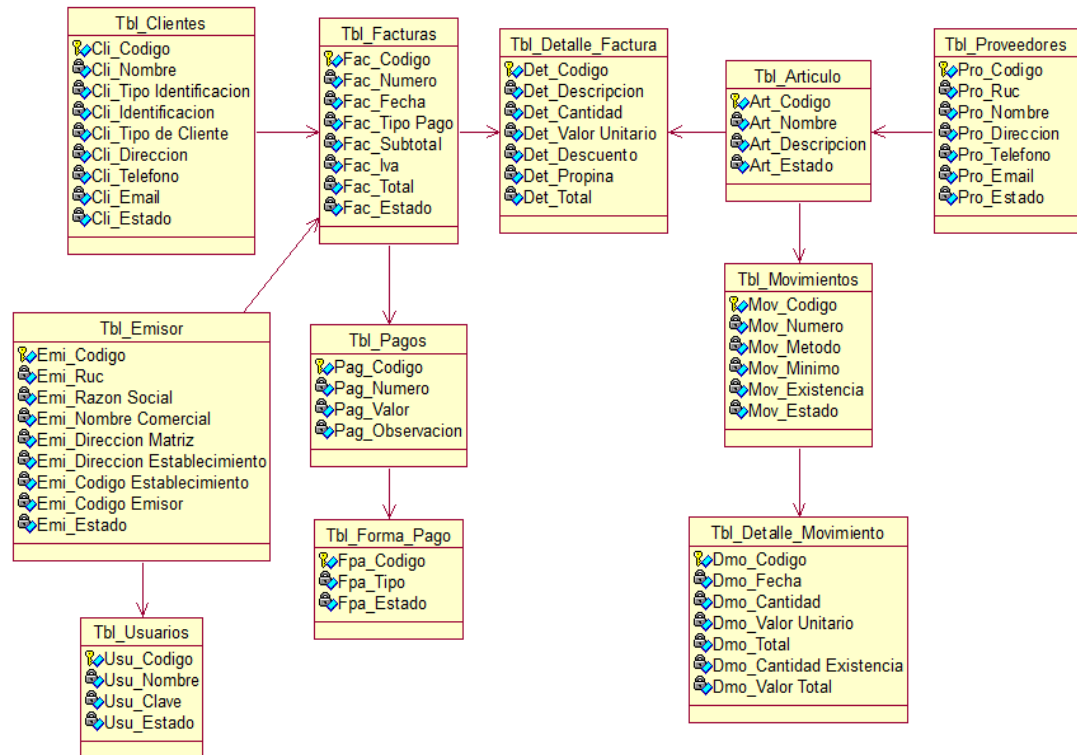 Tbl_Clientes
Cli_Codigo
Cli_Nombre
Cli_Tipo Identificacion
Cli_Identificacion
Cli_Tipo de Cliente
Cli_Direccion
Cli_Telefono
Cli_Email
Cli_Estado
Tbl_Facturas
Fac_Codigo
Fac_Numero
Fac_Fecha
Fac_Tipo Pago
Fac_Subtotal
Fac_Iva
Fac_Total
Fac_Estado
Tbl_Detalle_Factura
Det_Codigo
Det_Descripcion
Det_Cantidad
Det_Valor Unitario
Det_Descuento
Det_Propina
Det_Total
Tbl_Articulo
Art_Codigo
Art_Nombre
Art_Descripcion
Art_Estado
Tbl_Proveedores
Pro_Codigo
Pro_Ruc
Pro_Nombre
Pro_Direccion
Pro_Telefono
Pro_Email
Pro_Estado
Tbl_Emisor
Emi_Codigo
Emi_Ruc
Emi_Razon Social
Emi_Nombre Comercial
Emi_Direccion Matriz
Emi_Direccion Establecimiento
Emi_Codigo Establecimiento
Emi_Codigo Emisor
Emi_Estado
Tbl_Pagos
Pag_Codigo
Pag_Numero
Pag_Valor
Pag_Observacion
Tbl_Movimientos
Mov_Codigo
Mov_Numero
Mov_Metodo
Mov_Minimo
Mov_Existencia
Mov_Estado
Tbl_Forma_Pago
Fpa_Codigo
Fpa_Tipo
Fpa_Estado
Tbl_Detalle_Movimiento
Dmo_Codigo
Dmo_Fecha
Dmo_Cantidad
Dmo_Valor Unitario
Dmo_Total
Dmo_Cantidad Existencia
Dmo_Valor Total
Tbl_Usuarios
Usu_Codigo
Usu_Nombre
Usu_Clave
Usu_Estado